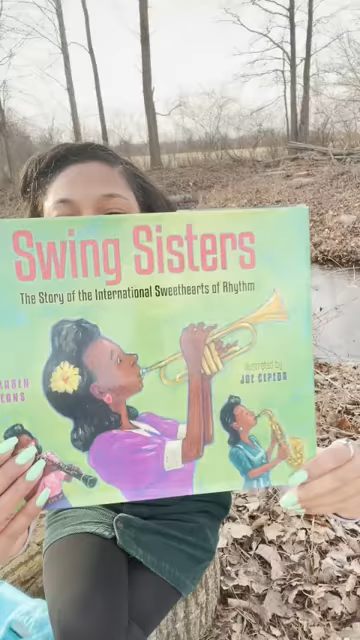 Swing Sisters
The Story of the International Sweethearts of Rhythm
illustrated by
JOE CEPEDA